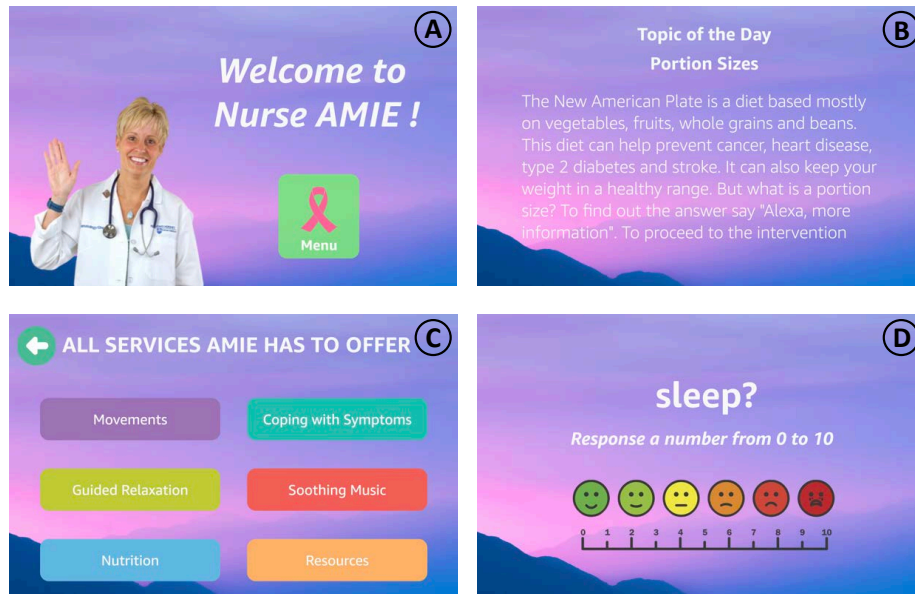 A
Welcome to
Nurse AMIE !
Menu
B
Topic of the Day
Portion Sizes
The New American Plate is a diet based mostly
on vegetables, fruits, whole grains and beans.
This diet can help prevent cancer, heart disease,
type 2 diabetes and stroke. It can also keep your
weight in a healthy range. But what is a portion
size? To find out the answer say "Alexa, more
information". To proceed to the intervention
C
ALL SERVICES AMIE HAS TO OFFER
Movements
Coping with Symptoms
Guided Relaxation
Soothing Music
Nutrition
Resources
D
sleep?
Response a number from 0 to 10
0 1 2 3 4 5 6 7 8 9 10